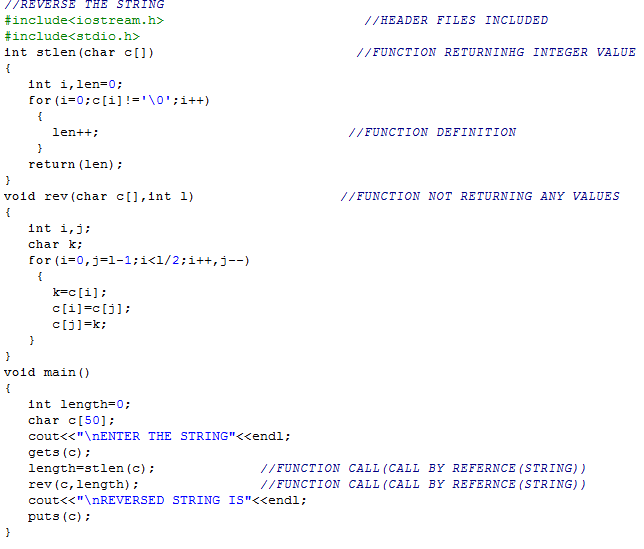 //REVERSE THE STRING
#include<iostream.h> //HEADER FILES INCLUDED
#include<stdio.h>
int stlen(char c[]) //FUNCTION RETURNINHG INTEGER VALUE
{
int i,len=0;
for(i=0;c[i]!='\0';i++)
{
len++; //FUNCTION DEFINITION
}
return(len);
}
void rev(char c[],int l) //FUNCTION NOT RETURNING ANY VALUES
{
int i,j;
char k;
for(i=0,j=l-1;i<l/2;i++,j--)
{
k=c[i];
c[i]=c[j];
c[j]=k;
}
}
void main()
{
int length=0;
char c[50];
cout<<"\nENTER THE STRING"<<endl;
gets(c);
length=stlen(c); //FUNCTION CALL(CALL BY REFERNCE(STRING))
rev(c,length); //FUNCTION CALL(CALL BY REFERNCE(STRING))
cout<<"\nREVERSED STRING IS"<<endl;
puts(c);
}